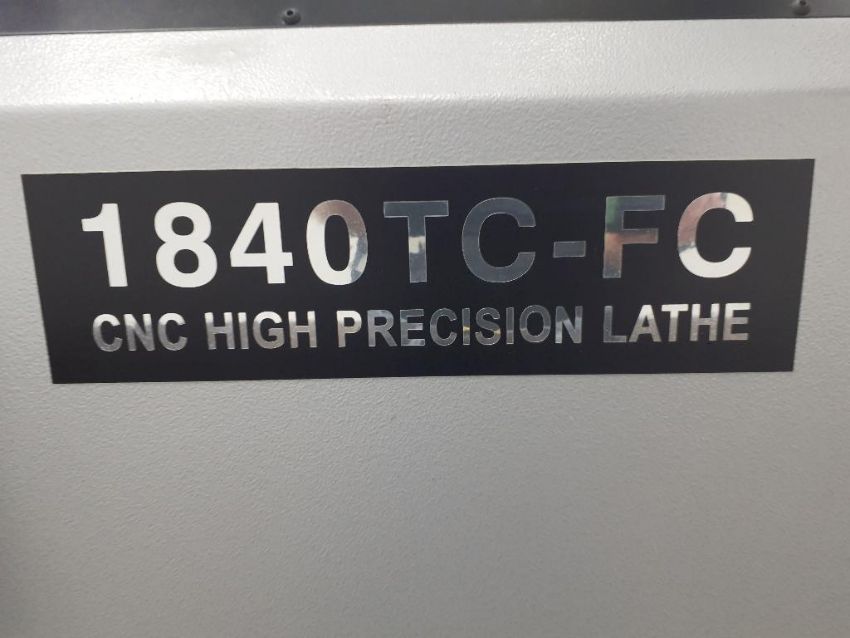 1840TC-FC
CNC HIGH PRECISION LATHE